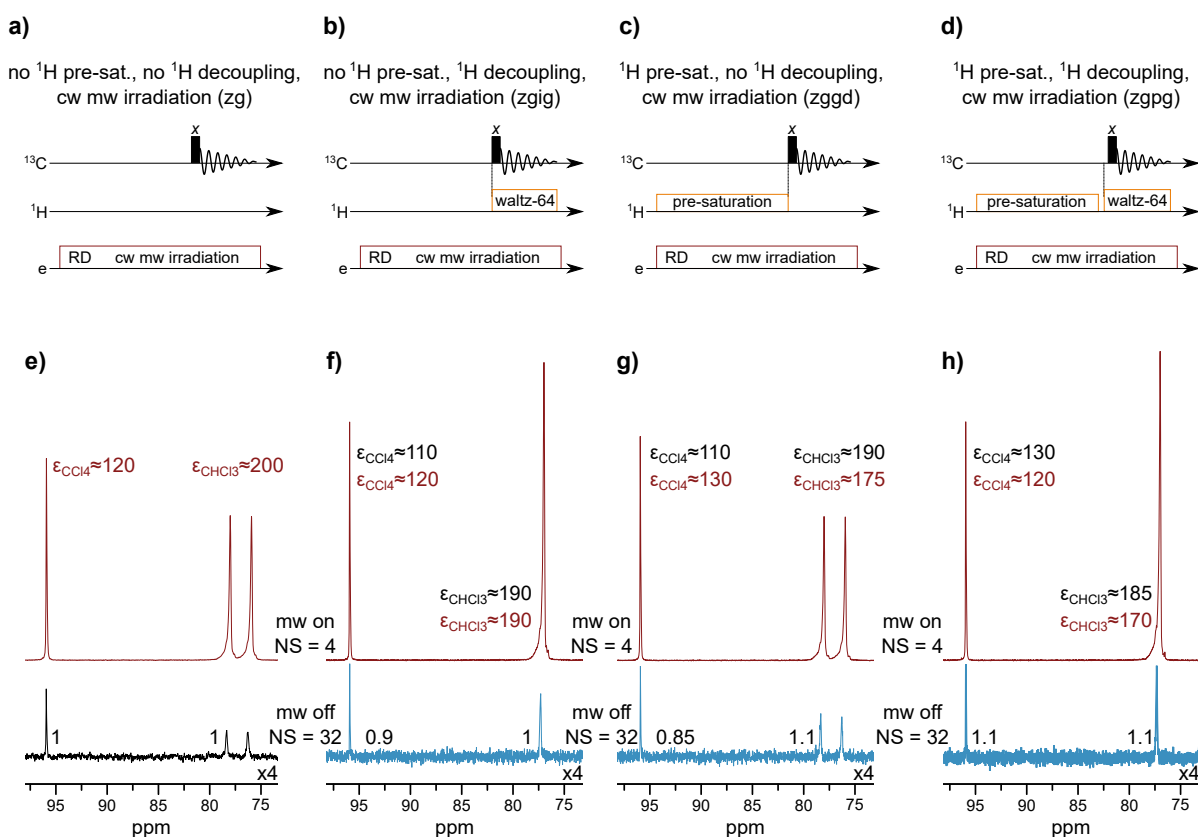 a)
no ¹H pre-sat., no ¹H decoupling,
cw mw irradiation (zg)
x
¹³C
¹H
e
RD cw mw irradiation
b)
no ¹H pre-sat., ¹H decoupling,
cw mw irradiation (zgig)
x
¹³C
¹H
waltz-64
e
RD cw mw irradiation
c)
¹H pre-sat., no ¹H decoupling,
cw mw irradiation (zggd)
x
¹³C
¹H
pre-saturation
e
RD cw mw irradiation
d)
¹H pre-sat., ¹H decoupling,
cw mw irradiation (zgpg)
x
¹³C
¹H
pre-saturation
waltz-64
e
RD cw mw irradiation
e)
εCCl4≈120
εCHCl3≈200
mw on
NS = 4
mw off
NS = 32
1
1
x4
95 90 85 80 75
ppm
f)
εCCl4≈110
εCCl4≈120
εCHCl3≈190
εCHCl3≈190
mw on
NS = 4
mw off
NS = 32
0.9
1
x4
95 90 85 80 75
ppm
g)
εCCl4≈110
εCCl4≈130
εCHCl3≈190
εCHCl3≈175
mw on
NS = 4
mw off
NS = 32
0.85
1.1
x4
95 90 85 80 75
ppm
h)
εCCl4≈130
εCCl4≈120
εCHCl3≈185
εCHCl3≈170
1.1
1.1
x4
95 90 85 80 75
ppm